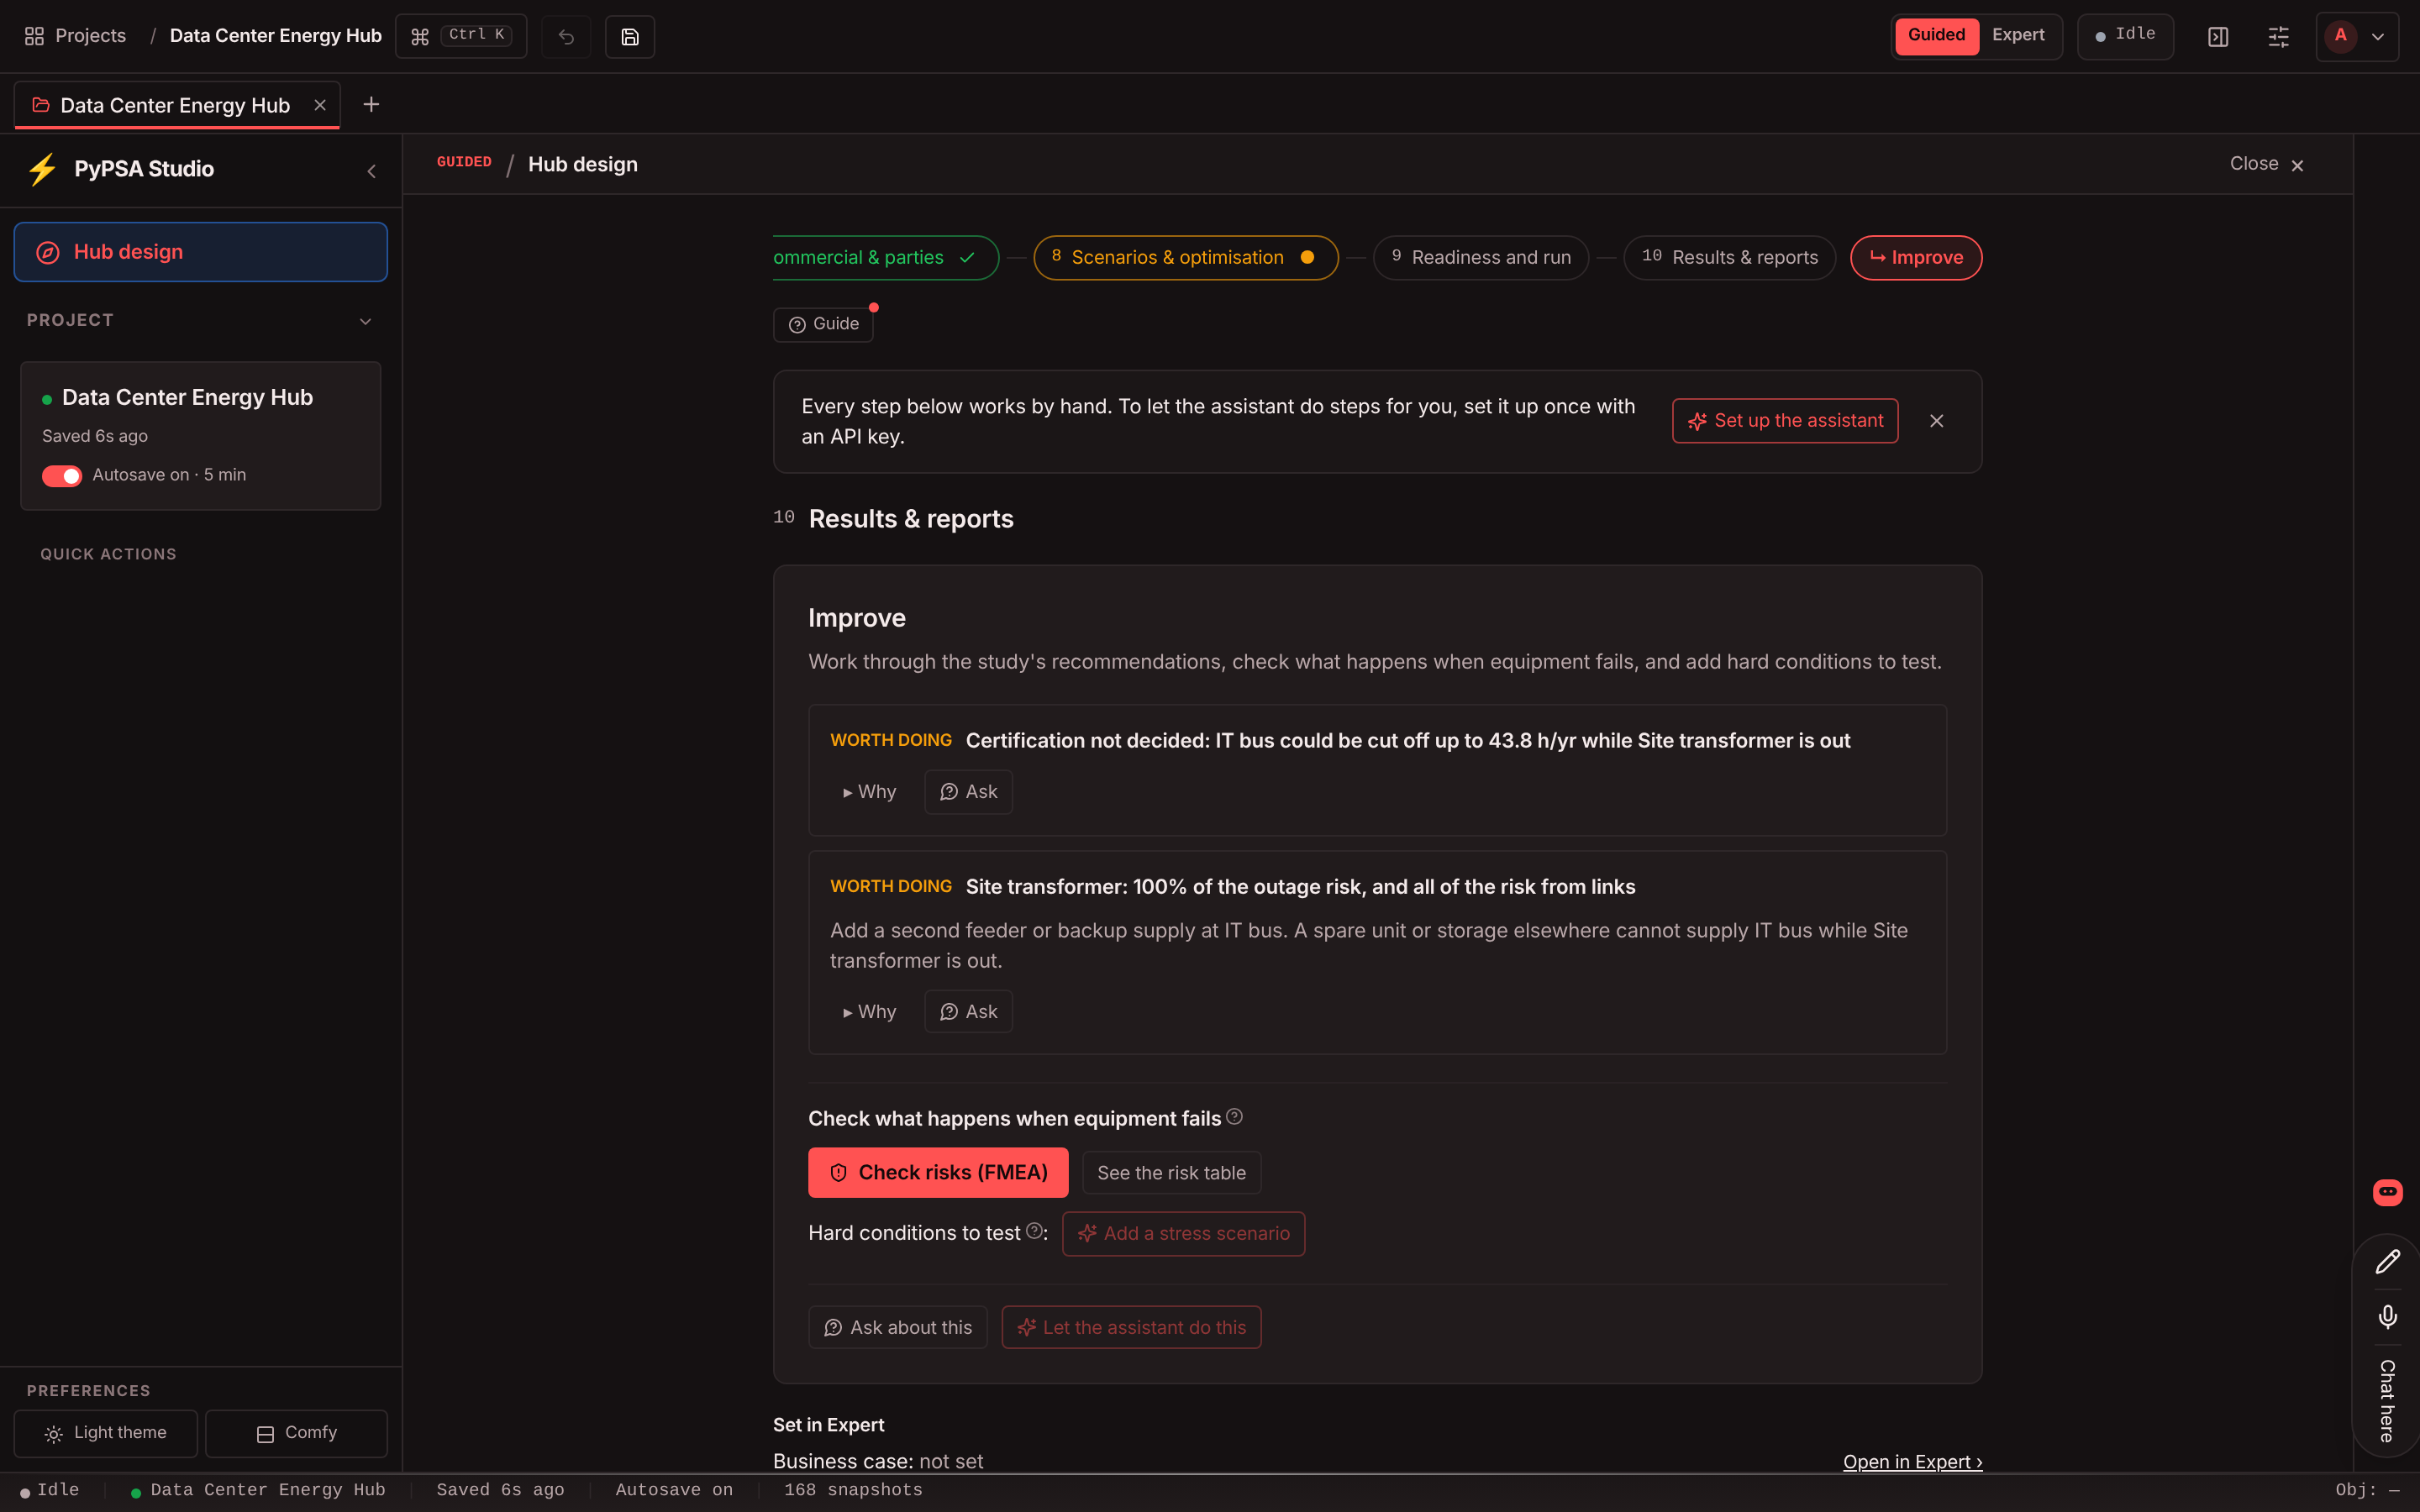 Projects / Data Center Energy Hub ⌘ Ctrl K
Guided Expert
Idle
A
Data Center Energy Hub
PyPSA Studio
Hub design
PROJECT
Data Center Energy Hub
Saved 6s ago
Autosave on · 5 min
QUICK ACTIONS
PREFERENCES
Light theme
Comfy
GUIDED / Hub design
Close
ommercial & parties
8 Scenarios & optimisation
9 Readiness and run
10 Results & reports
Improve
Guide
Every step below works by hand. To let the assistant do steps for you, set it up once with
an API key.
Set up the assistant
10 Results & reports
Improve
Work through the study's recommendations, check what happens when equipment fails, and add hard conditions to test.
WORTH DOING Certification not decided: IT bus could be cut off up to 43.8 h/yr while Site transformer is out
Why
Ask
WORTH DOING Site transformer: 100% of the outage risk, and all of the risk from links
Add a second feeder or backup supply at IT bus. A spare unit or storage elsewhere cannot supply IT bus while Site
transformer is out.
Why
Ask
Check what happens when equipment fails
Check risks (FMEA)
See the risk table
Hard conditions to test :
Add a stress scenario
Ask about this
Let the assistant do this
Set in Expert
Business case: not set
Open in Expert ›
Chat here
Idle
Data Center Energy Hub
Saved 6s ago
Autosave on
168 snapshots
Obj: —